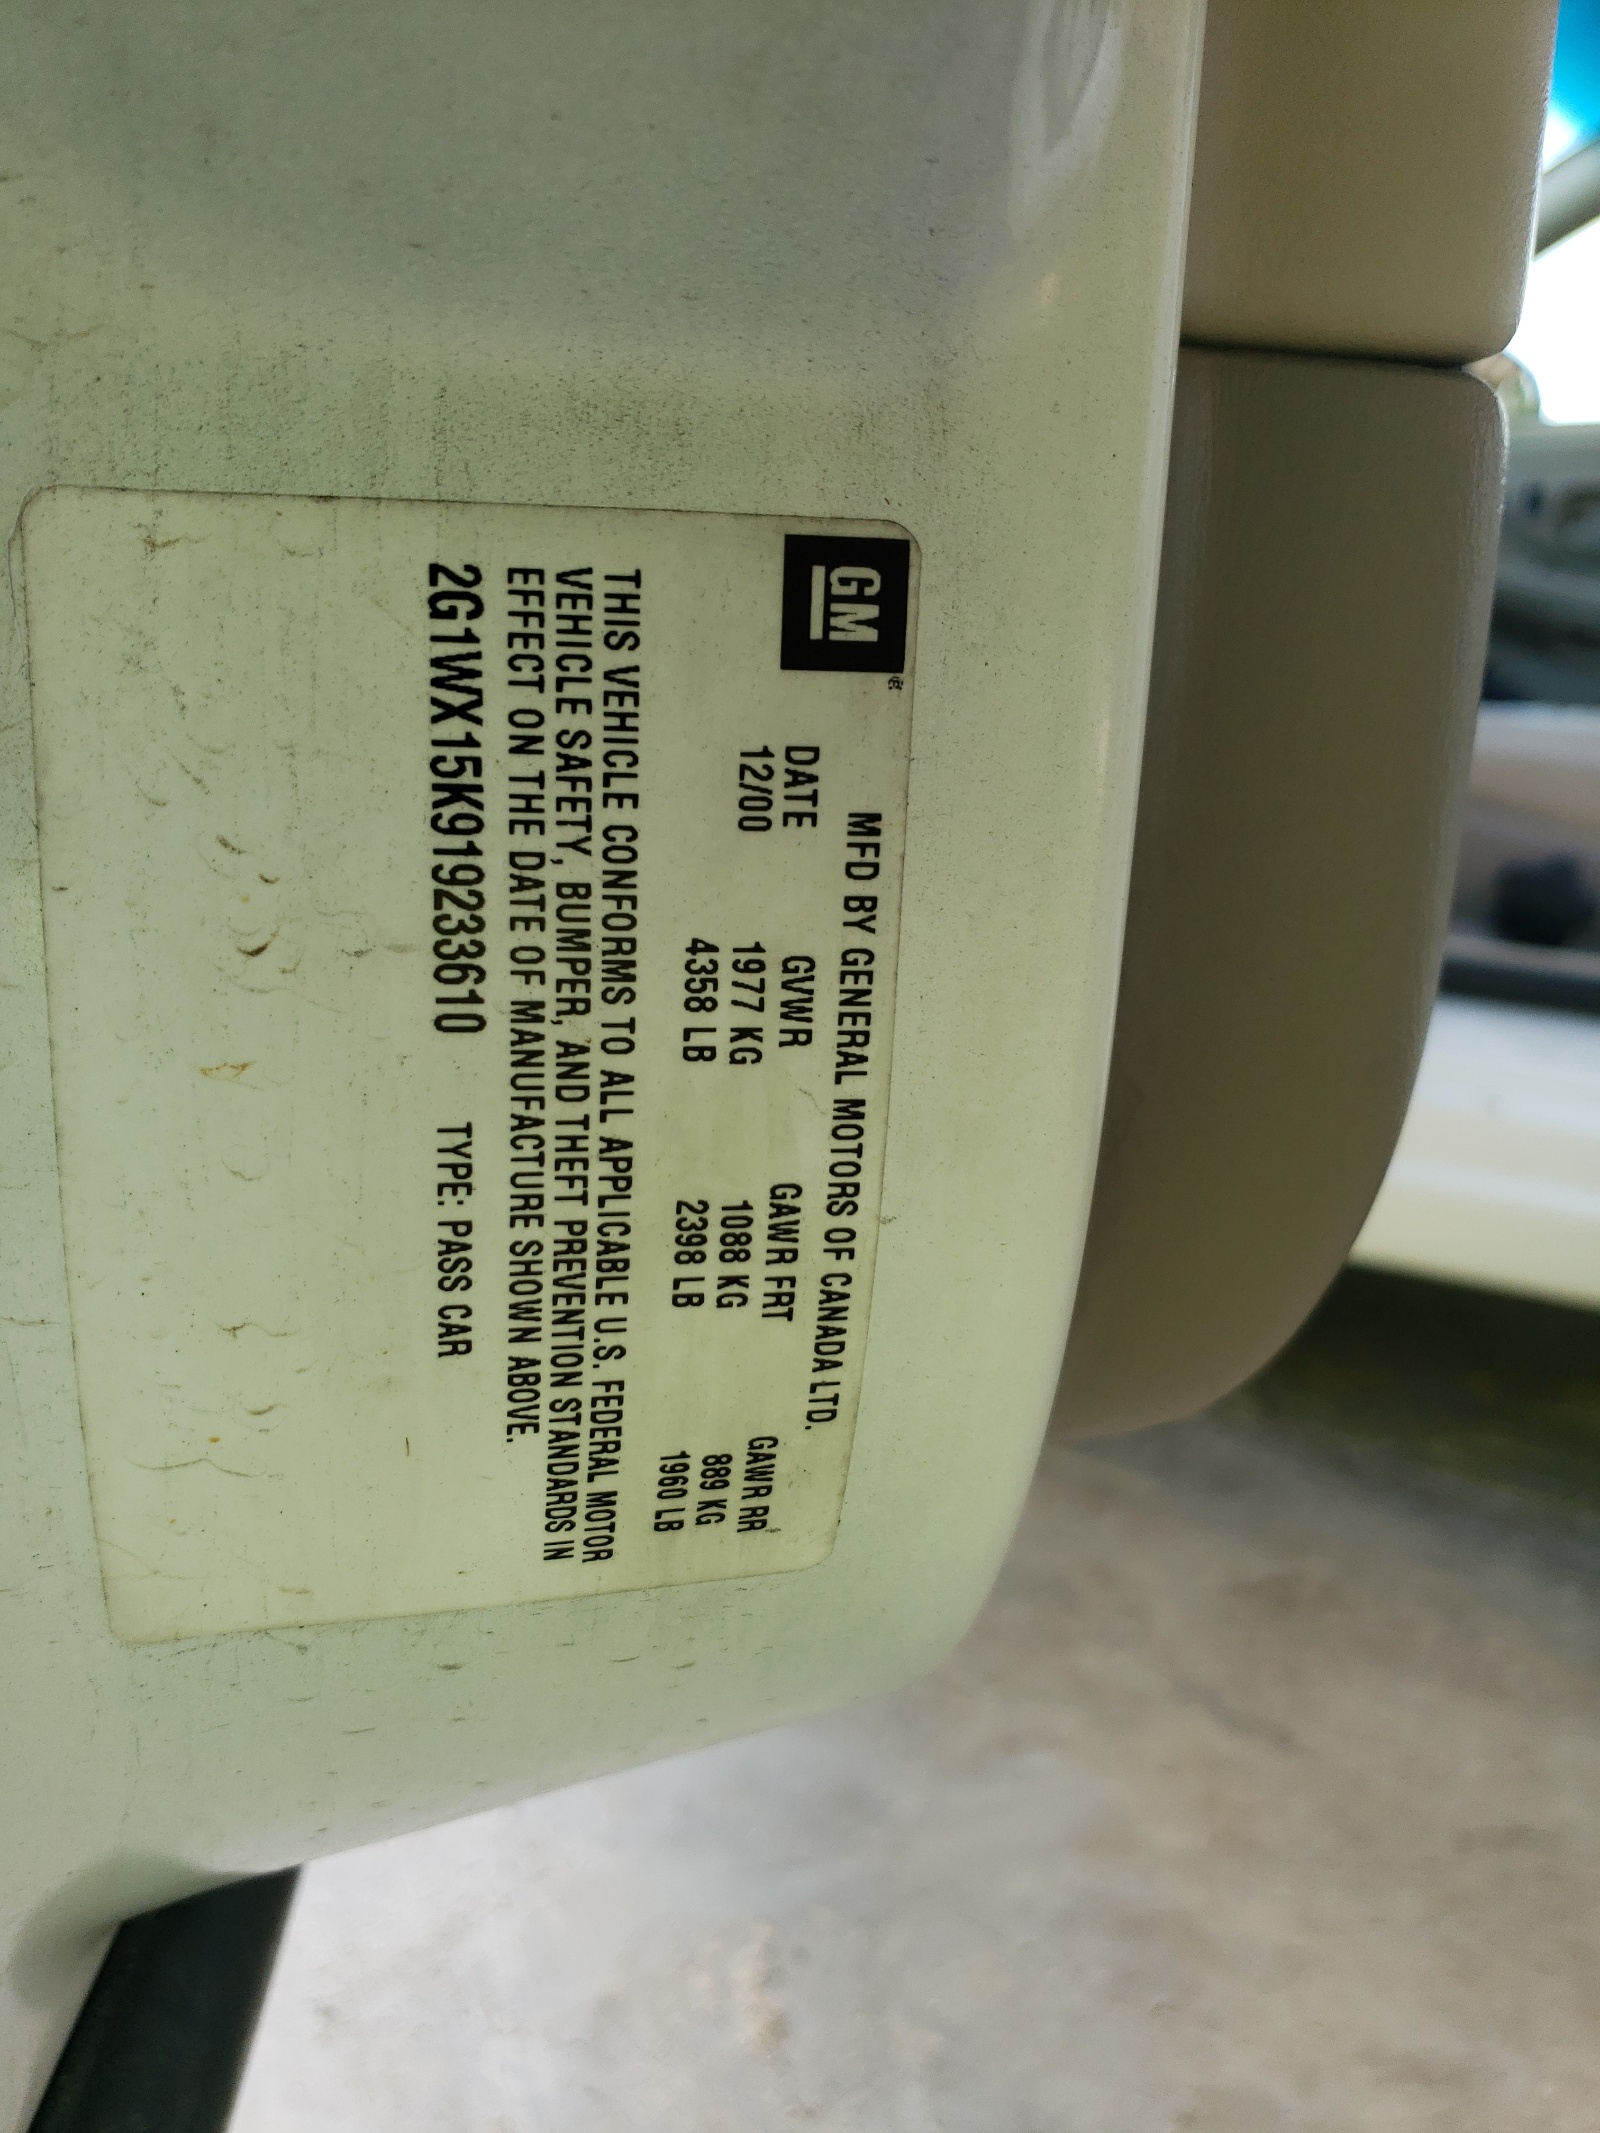 GM®
MFD BY GENERAL MOTORS OF CANADA LTD.
DATE GVWR GAWR FRT GAWR RR
12/00 1977 KG 1088 KG 889 KG
4358 LB 2398 LB 1960 LB
THIS VEHICLE CONFORMS TO ALL APPLICABLE U.S. FEDERAL MOTOR
VEHICLE SAFETY, BUMPER, AND THEFT PREVENTION STANDARDS IN
EFFECT ON THE DATE OF MANUFACTURE SHOWN ABOVE.
2G1WX15K919233610 TYPE: PASS CAR